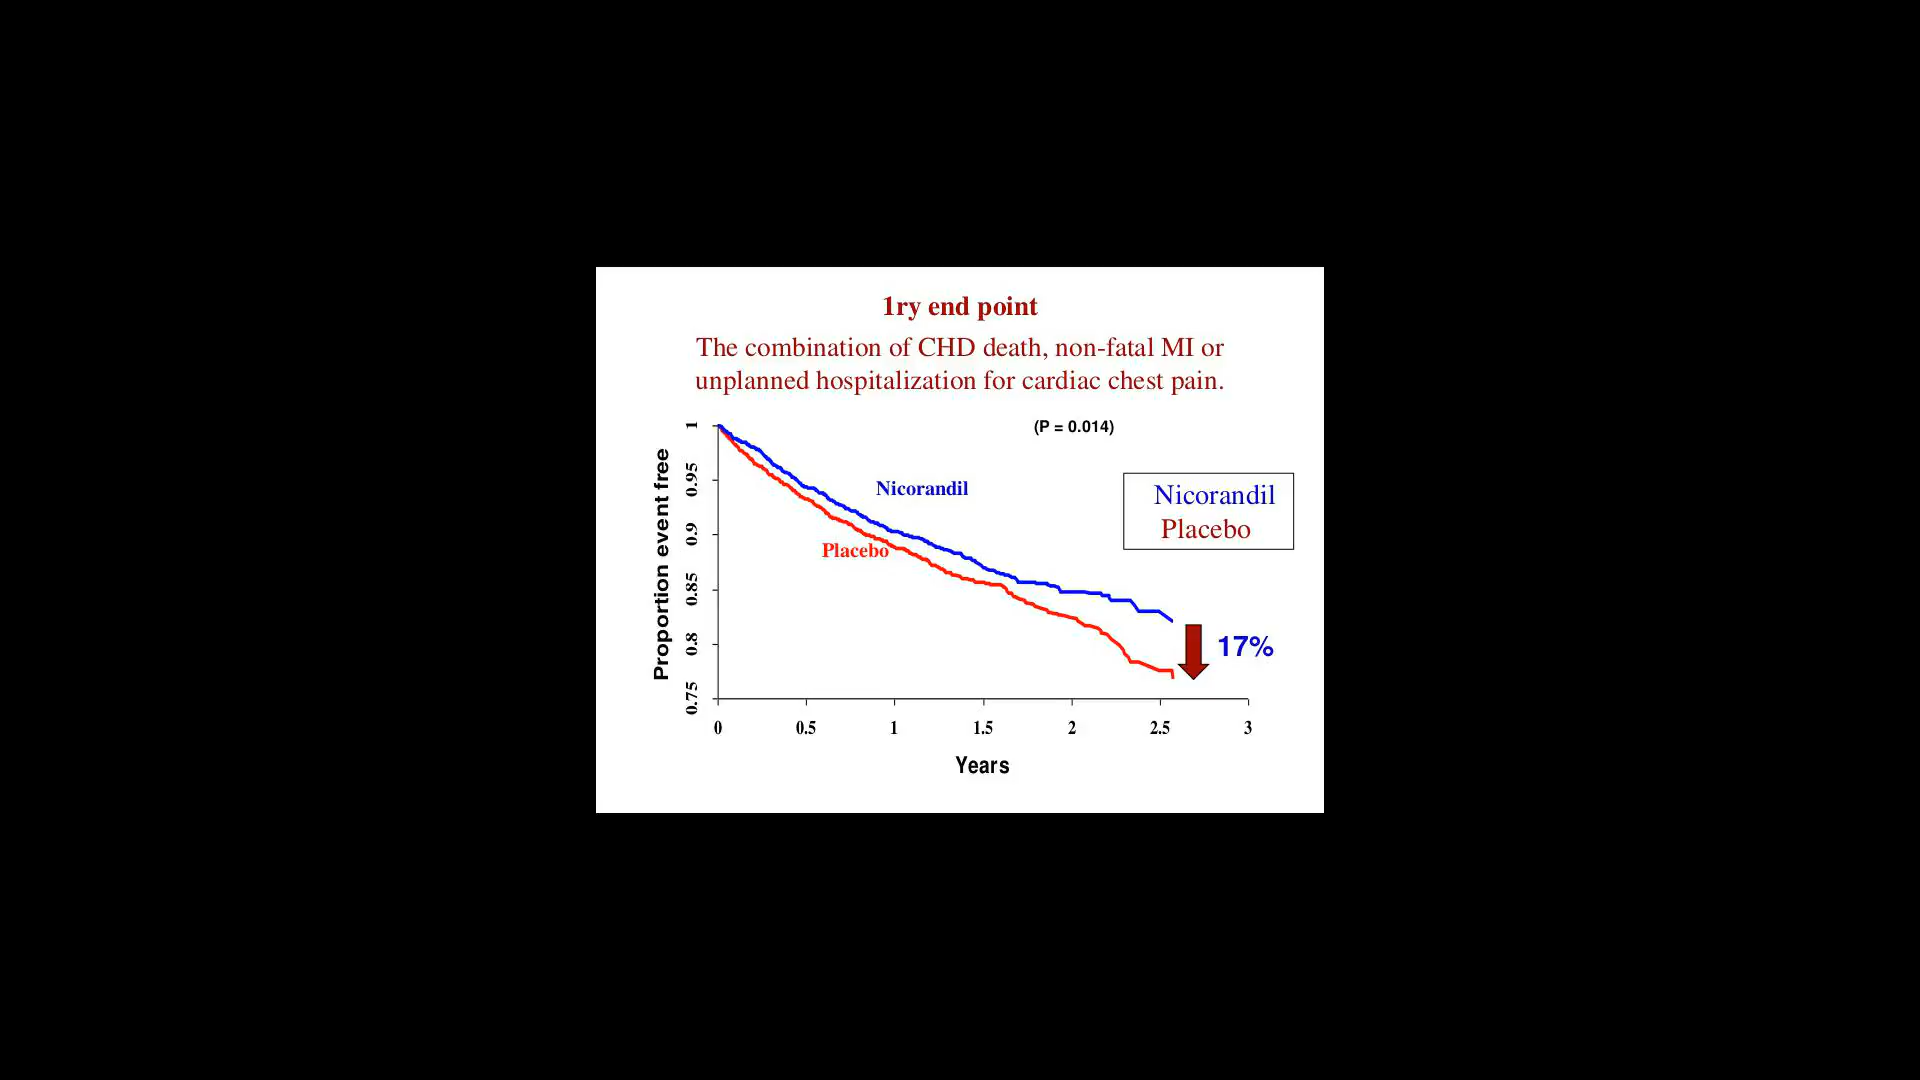 1ry end point
The combination of CHD death, non-fatal MI or
unplanned hospitalization for cardiac chest pain.
(P = 0.014)
Proportion event free
1
0.95
0.9
0.85
0.8
0.75
Nicorandil
Placebo
Nicorandil
Placebo
17%
0 0.5 1 1.5 2 2.5 3
Years